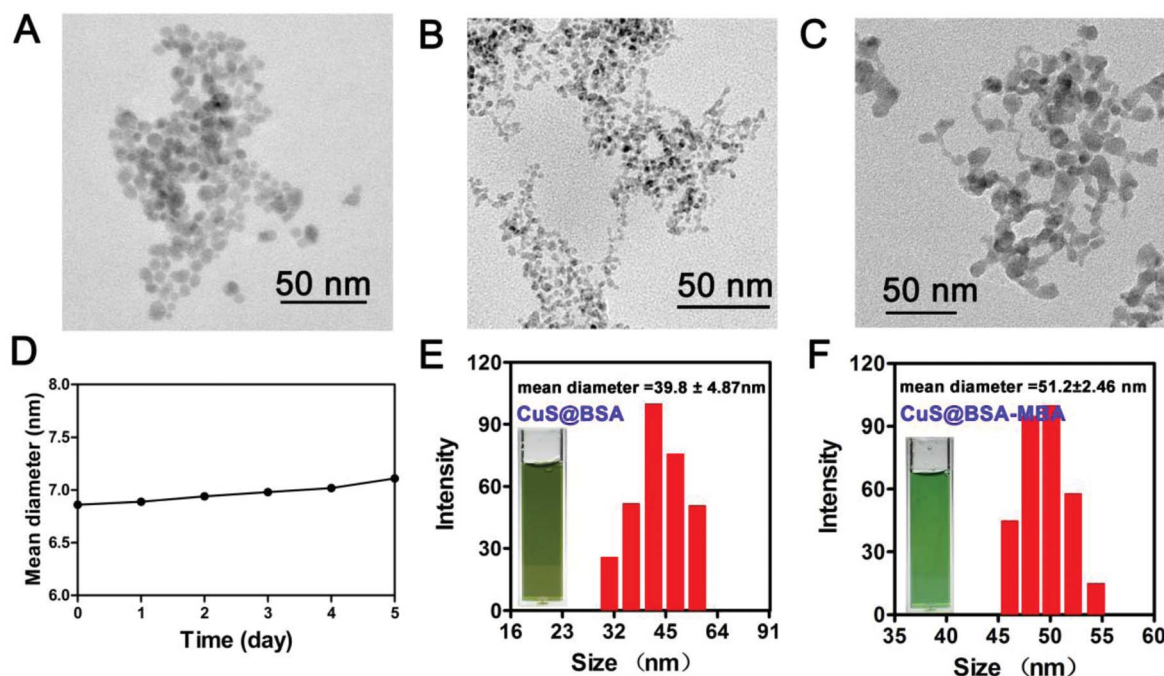 A
50 nm
B
50 nm
C
50 nm
D
Mean diameter (nm)
8.0
7.5
7.0
6.5
6.0
0 1 2 3 4 5
Time (day)
E
Intensity
120
90
60
30
0
mean diameter =39.8 ± 4.87nm
CuS@BSA
16 23 32 45 64 91
Size （nm）
F
Intensity
120
90
60
30
0
mean diameter =51.2±2.46 nm
CuS@BSA-MBA
35 40 45 50 55 60
Size （nm）